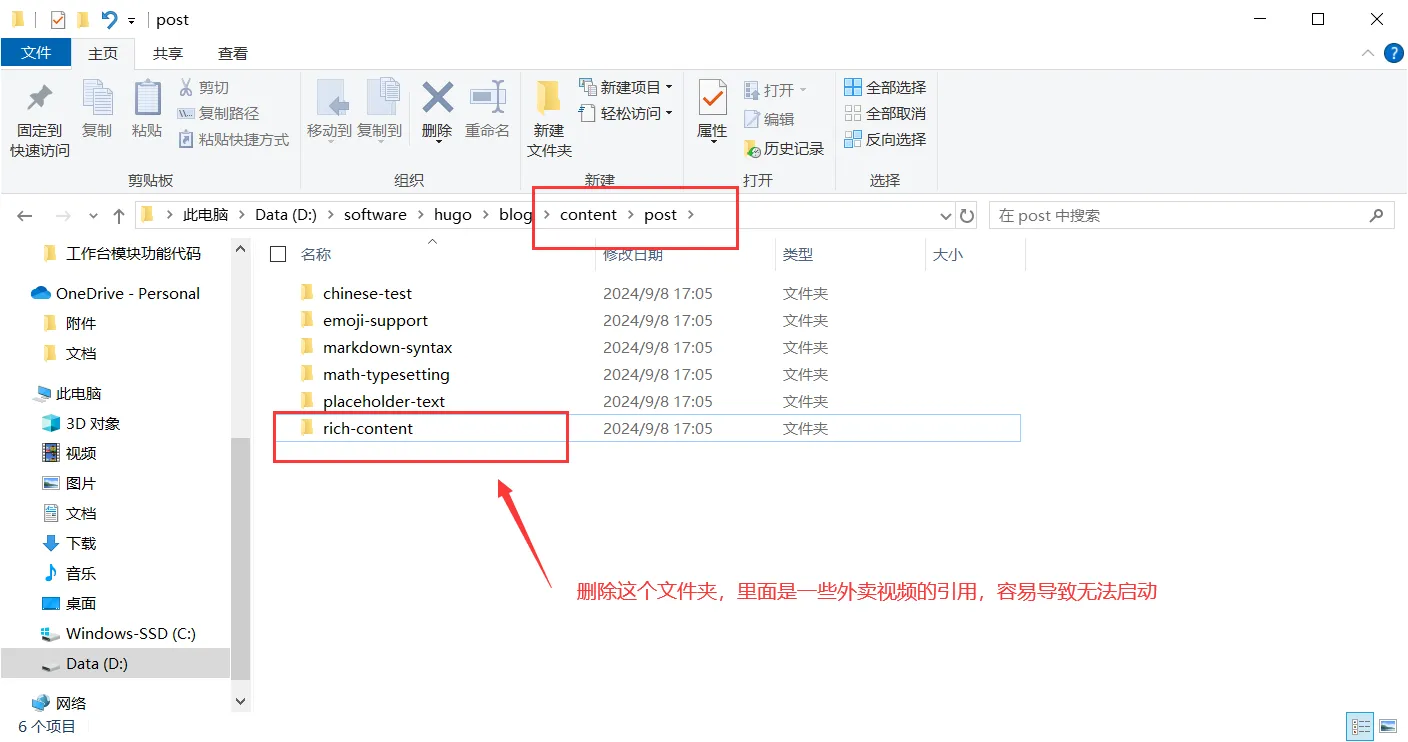 post
文件 主页 共享 查看
固定到快速访问
复制
粘贴
剪切
复制路径
粘贴快捷方式
剪贴板
移动到 复制到 删除 重命名
组织
新建文件夹
新建项目
轻松访问
新建
属性
打开
编辑
历史记录
打开
全部选择
全部取消
反向选择
选择
此电脑 Data (D:) software hugo blog content post
在 post 中搜索
工作台模块功能代码
OneDrive - Personal
附件
文档
此电脑
3D 对象
视频
图片
文档
下载
音乐
桌面
Windows-SSD (C:)
Data (D:)
网络
名称 修改日期 类型 大小
chinese-test 2024/9/8 17:05 文件夹
emoji-support 2024/9/8 17:05 文件夹
markdown-syntax 2024/9/8 17:05 文件夹
math-typesetting 2024/9/8 17:05 文件夹
placeholder-text 2024/9/8 17:05 文件夹
rich-content 2024/9/8 17:05 文件夹
删除这个文件夹，里面是一些外卖视频的引用，容易导致无法启动
6 个项目